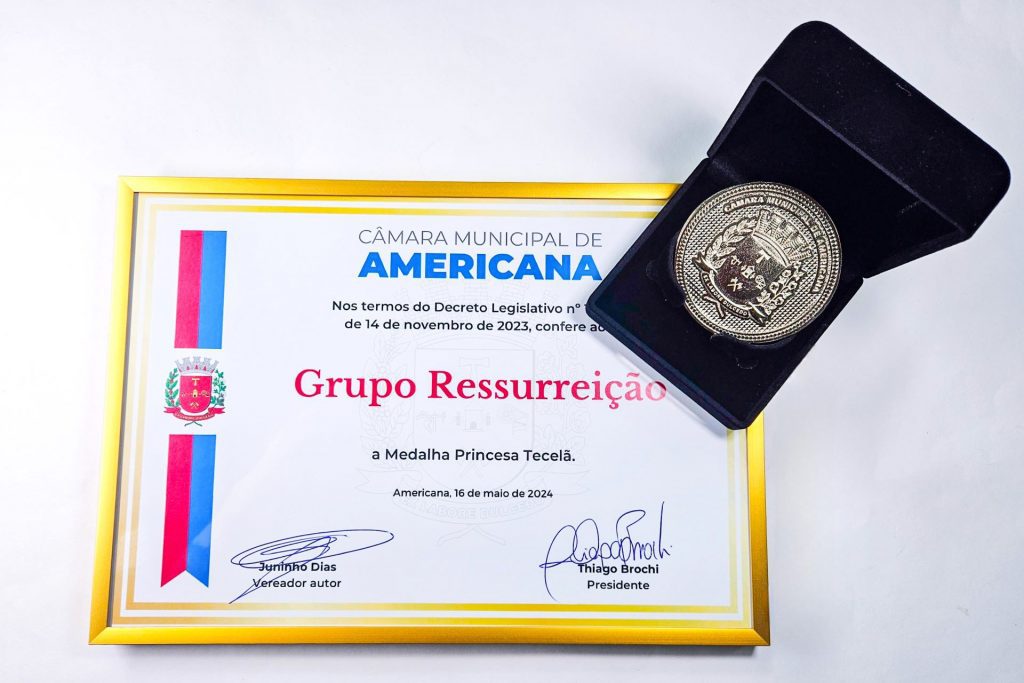 CÂMARA MUNICIPAL DE
AMERICANA
Nos termos do Decreto Legislativo nº
de 14 de novembro de 2023, confere ao
Grupo Ressurreição
a Medalha Princesa Tecelã.
Americana, 16 de maio de 2024
Juninho Dias
Vereador autor
Thiago Brochi
Presidente
CÂMARA MUNICIPAL DE AMERICANA